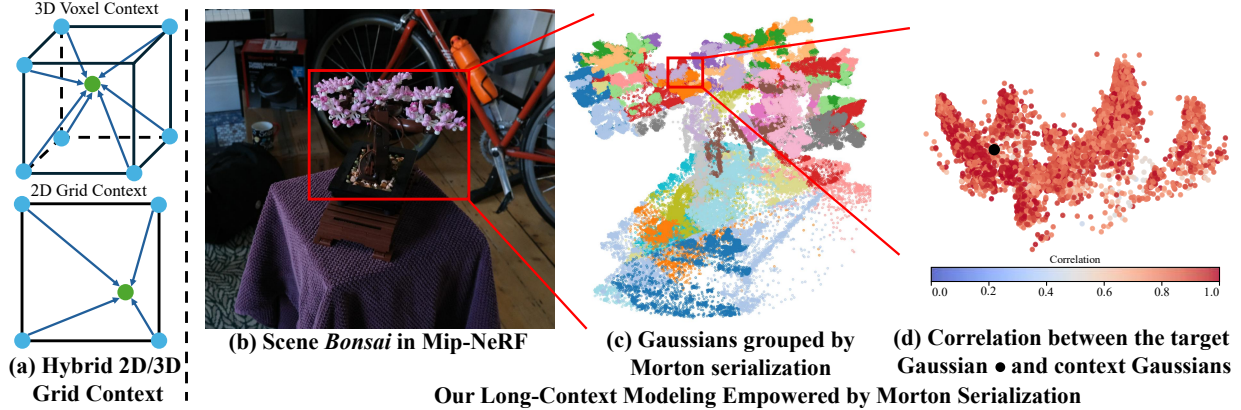 3D Voxel Context
2D Grid Context
(a) Hybrid 2D/3D
Grid Context
(b) Scene Bonsai in Mip-NeRF
(c) Gaussians grouped by
Morton serialization
Correlation
0.0 0.2 0.4 0.6 0.8 1.0
(d) Correlation between the target
Gaussian ● and context Gaussians
Our Long-Context Modeling Empowered by Morton Serialization